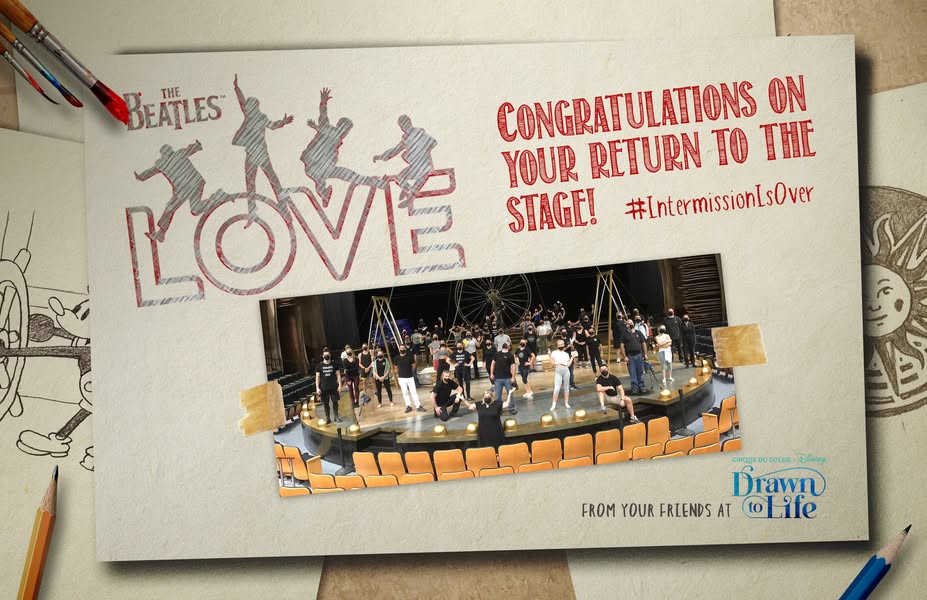 THE
BEATLES™
LOVE
CONGRATULATIONS ON
YOUR RETURN TO THE
STAGE!
#IntermissionIsOver
CIRQUE DU SOLEIL • Disney
Drawn
to Life
FROM YOUR FRIENDS AT